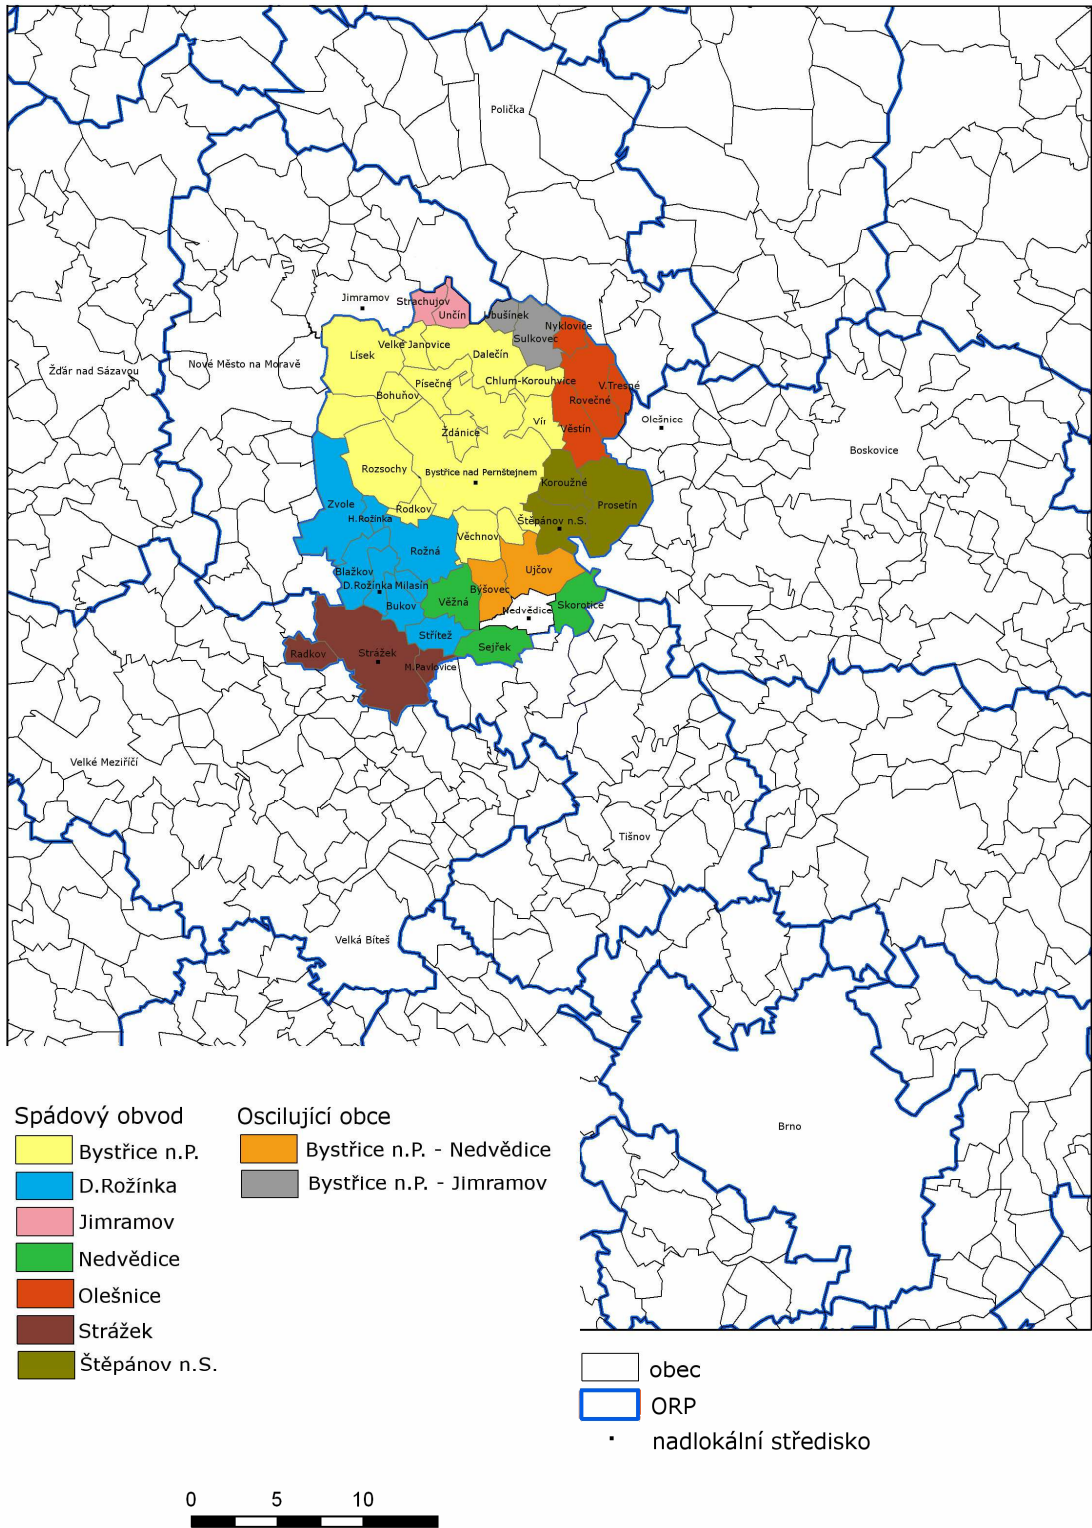 Polička
Jimramov
Strachujov
Unčín
Ubušínek
Sulkovec
Nyklovice
Velké Janovice
Dalečín
Lísek
Žďár nad Sázavou
Nové Město na Moravě
Písečné
Chlum-Korouhvice
V.Tresné
Bohuňov
Rovečné
Vír
Věstín
Olešnice
Ždánice
Boskovice
Rozsochy
Bystřice nad Pernštejnem
Koroužné
Zvole
Rodkov
Prosetín
H.Rožínka
Štěpánov n.S.
Věchnov
Rožná
Blažkov
Ujčov
D.Rožínka
Milasín
Býšovec
Bukov
Věžná
Nedvědice
Skorotice
Střítež
Sejřek
Radkov
Strážek
M.Pavlovice
Velké Meziříčí
Tišnov
Velká Bíteš
Brno
Spádový obvod
Bystřice n.P.
D.Rožínka
Jimramov
Nedvědice
Olešnice
Strážek
Štěpánov n.S.
Oscilující obce
Bystřice n.P. - Nedvědice
Bystřice n.P. - Jimramov
obec
ORP
nadlokální středisko
0 5 10